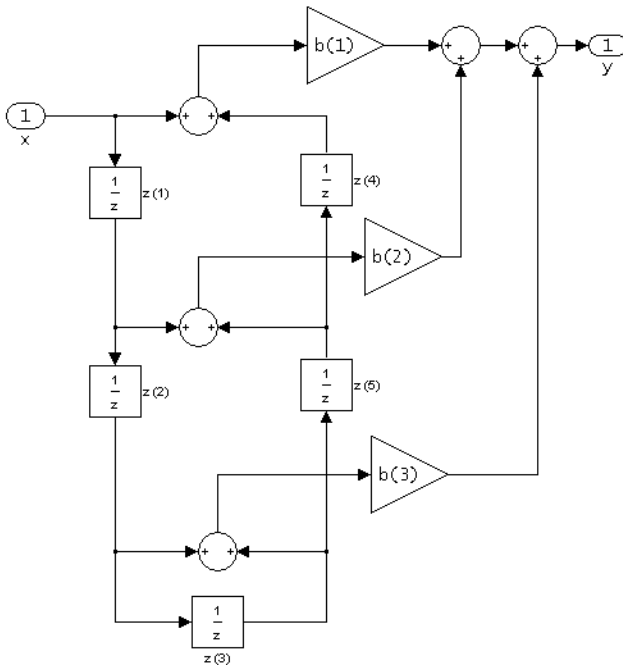 b(1)
+
+
+
+
1
y
1
x
+
+
1
z
z(1)
1
z
z(4)
b(2)
+
+
1
z
z(2)
1
z
z(5)
b(3)
+
+
1
z
z(3)